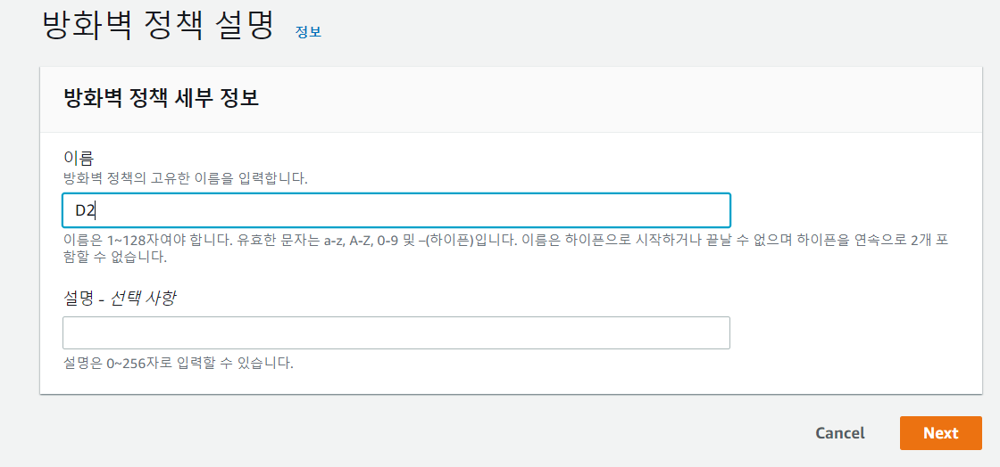 방화벽 정책 설명 정보
방화벽 정책 세부 정보
이름
방화벽 정책의 고유한 이름을 입력합니다.
D2
이름은 1~128자여야 합니다. 유효한 문자는 a-z, A-Z, 0-9 및 –(하이픈)입니다. 이름은 하이픈으로 시작하거나 끝날 수 없으며 하이픈을 연속으로 2개 포
함할 수 없습니다.
설명 - 선택 사항
설명은 0~256자로 입력할 수 있습니다.
Cancel Next